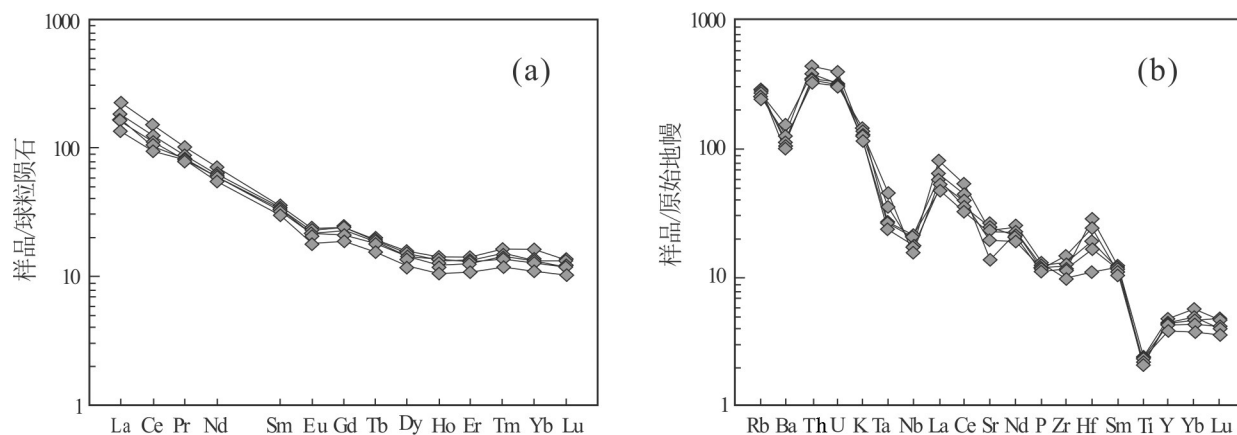 1000
100
10
1
样品/球粒陨石
(a)
La Ce Pr Nd Sm Eu Gd Tb Dy Ho Er Tm Yb Lu
1000
100
10
1
样品/原始地幔
(b)
Rb Ba Th U K Ta Nb La Ce Sr Nd P Zr Hf Sm Ti Y Yb Lu